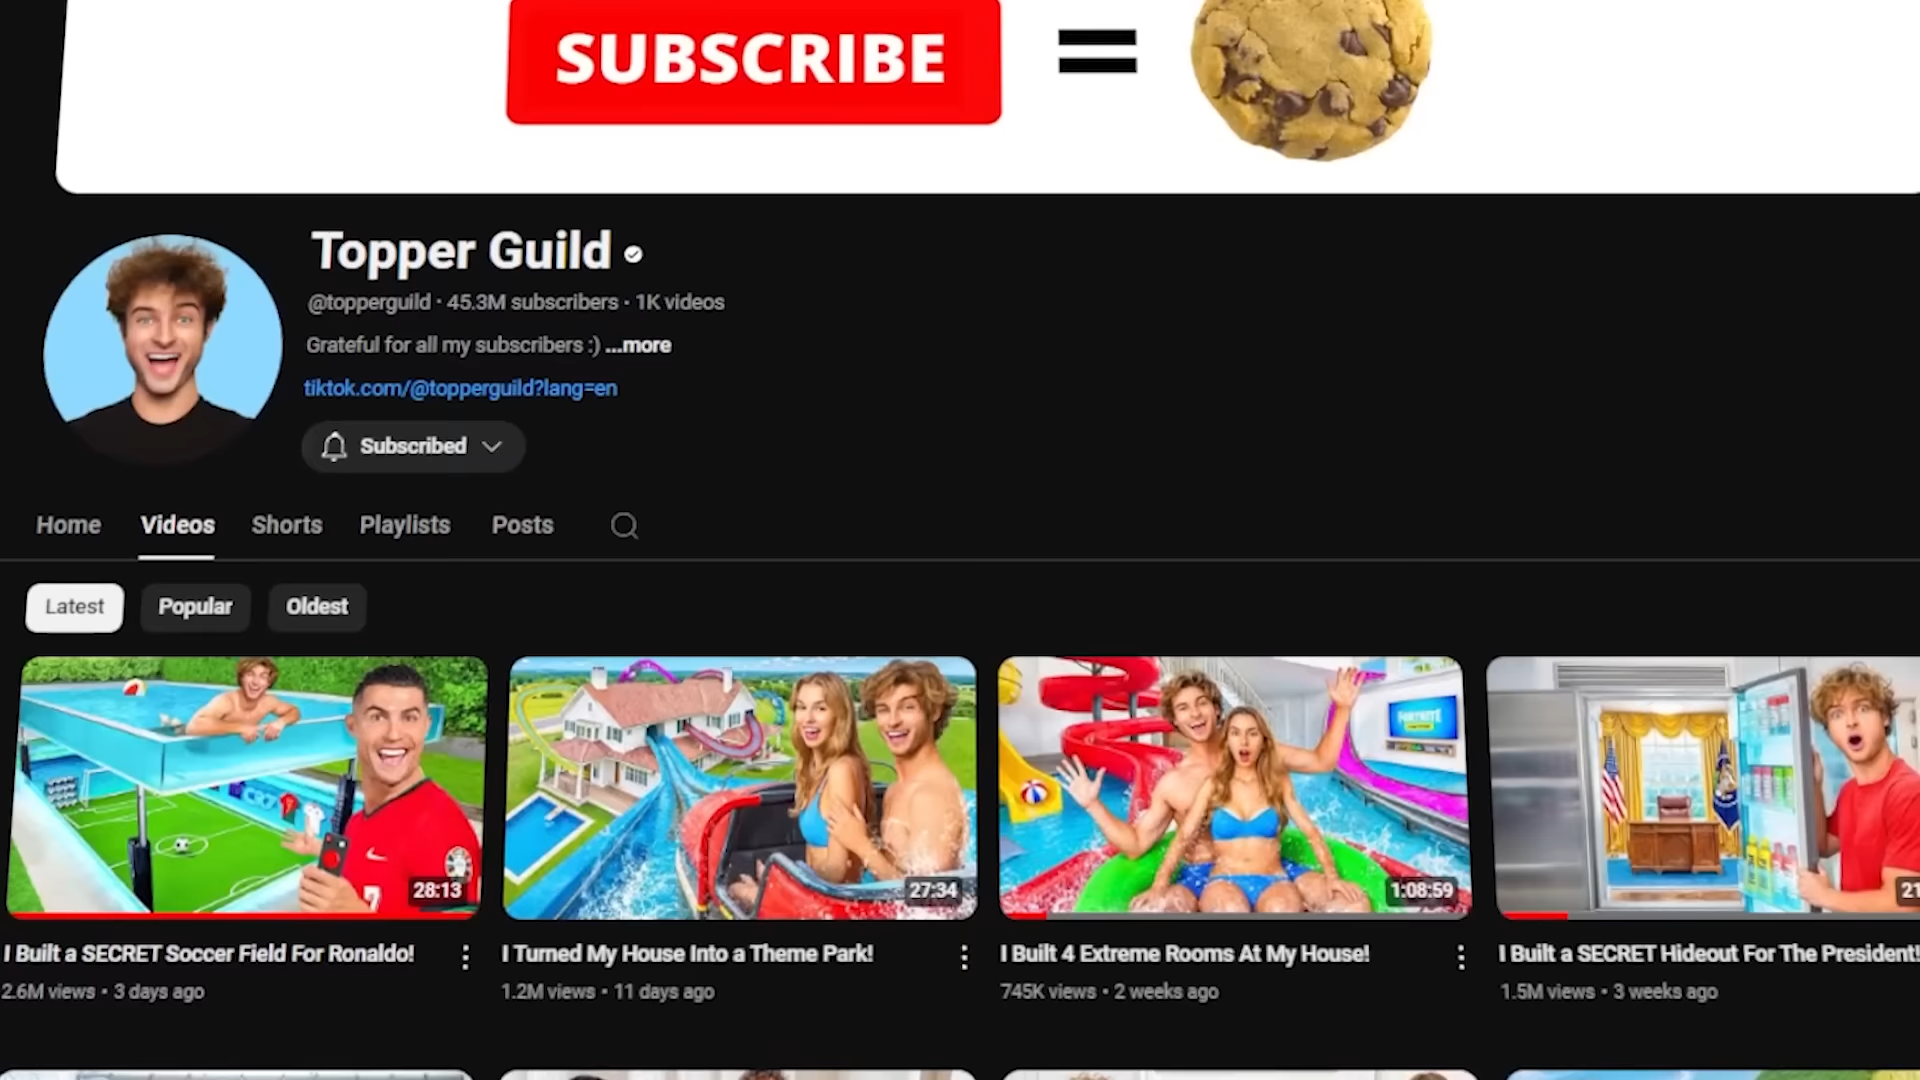 SUBSCRIBE =
Topper Guild
@topperguild · 45.3M subscribers · 1K videos
Grateful for all my subscribers :) ...more
tiktok.com/@topperguild?lang=en
Subscribed
Home Videos Shorts Playlists Posts
Latest Popular Oldest
FORTNITE
7
28:13 27:34 1:08:59 21
I Built a SECRET Soccer Field For Ronaldo! I Turned My House Into a Theme Park! I Built 4 Extreme Rooms At My House! I Built a SECRET Hideout For The President!
2.6M views · 3 days ago 1.2M views · 11 days ago 745K views · 2 weeks ago 1.5M views · 3 weeks ago